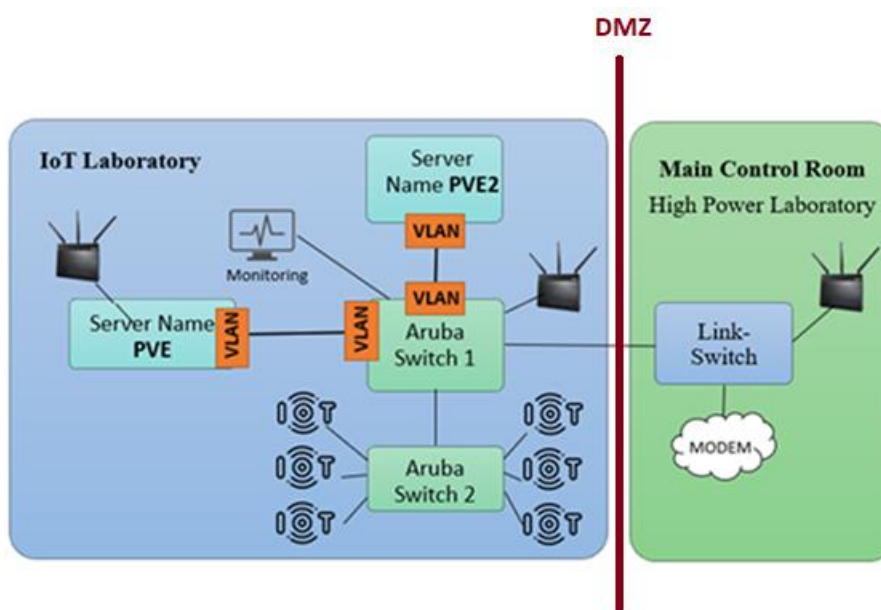 DMZ
IoT Laboratory
Server
Name PVE2
VLAN
Monitoring
VLAN
Server Name
PVE
VLAN
VLAN
Aruba
Switch 1
IOT
IOT
IOT
IOT
IOT
IOT
Aruba
Switch 2
Main Control Room
High Power Laboratory
Link-
Switch
MODEM